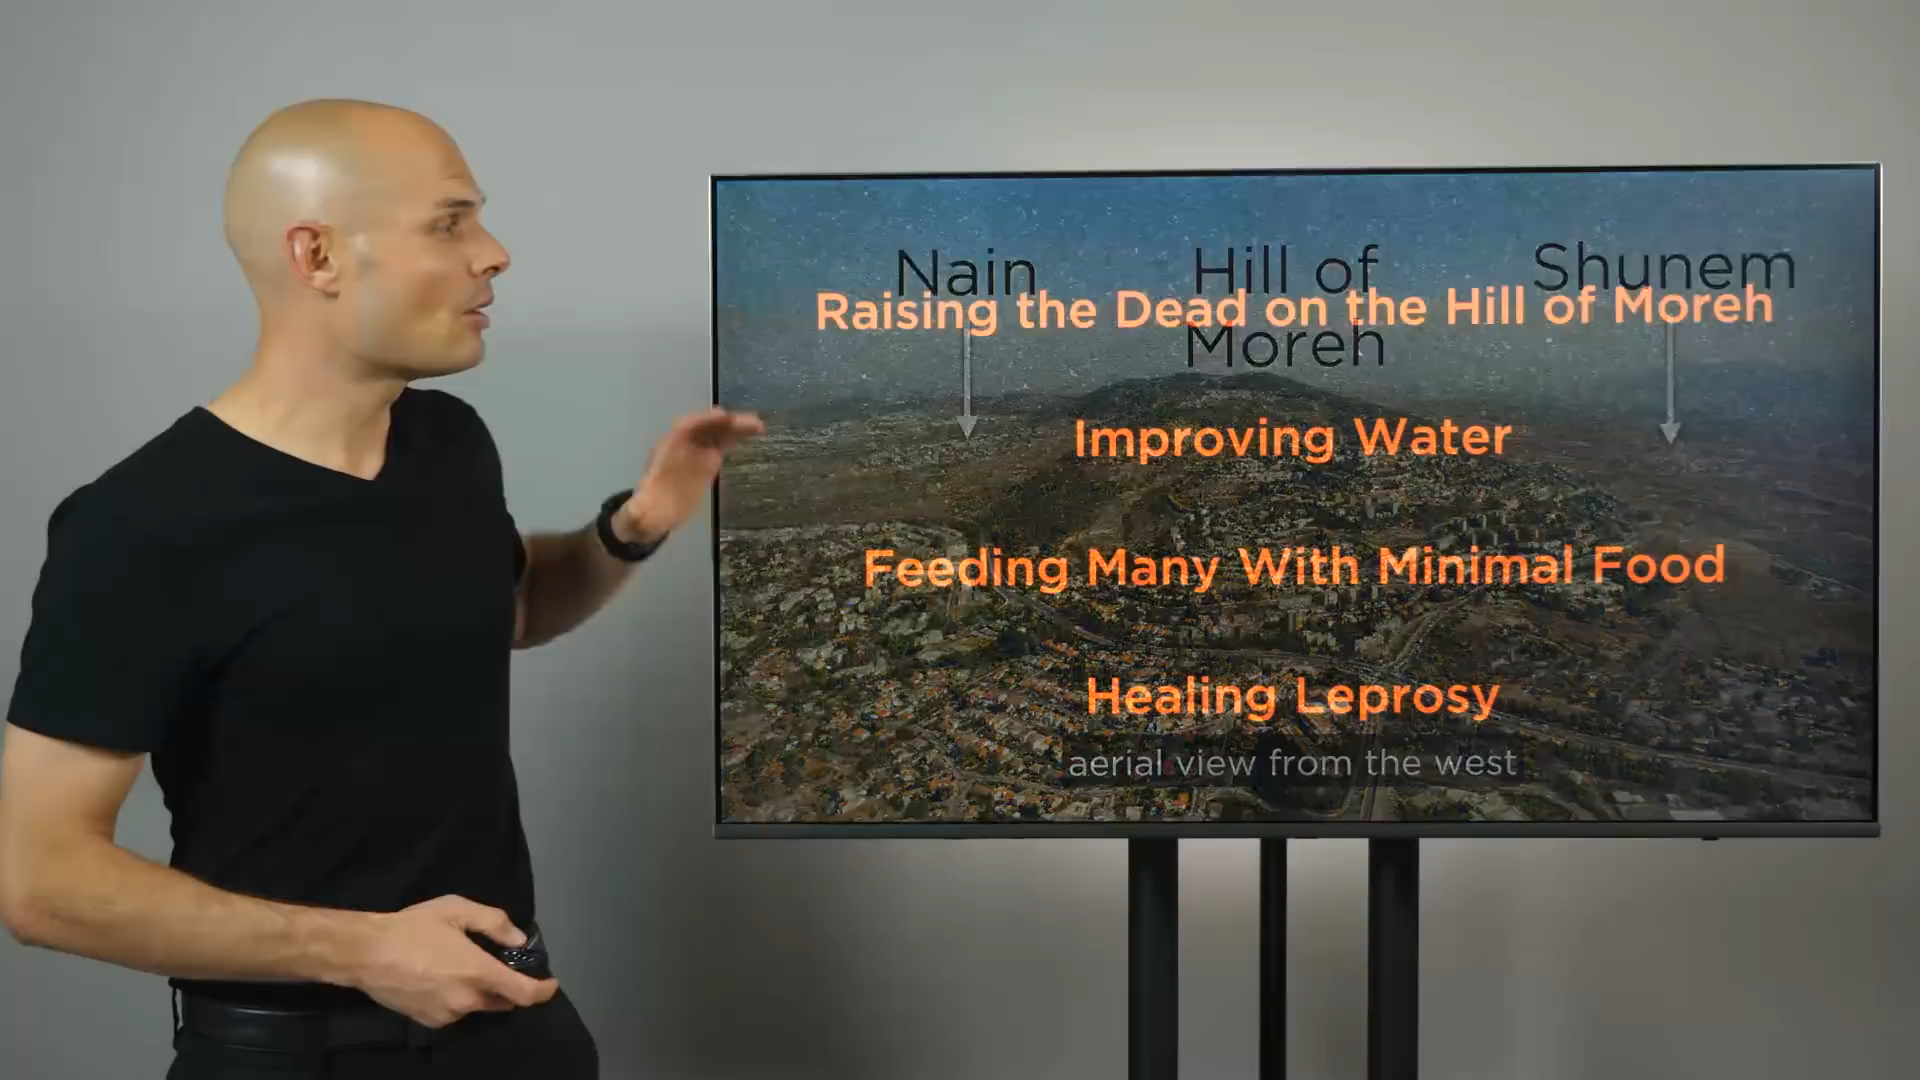 Nain
Hill of
Moreh
Shunem
Raising the Dead on the Hill of Moreh
Improving Water
Feeding Many With Minimal Food
Healing Leprosy
aerial view from the west